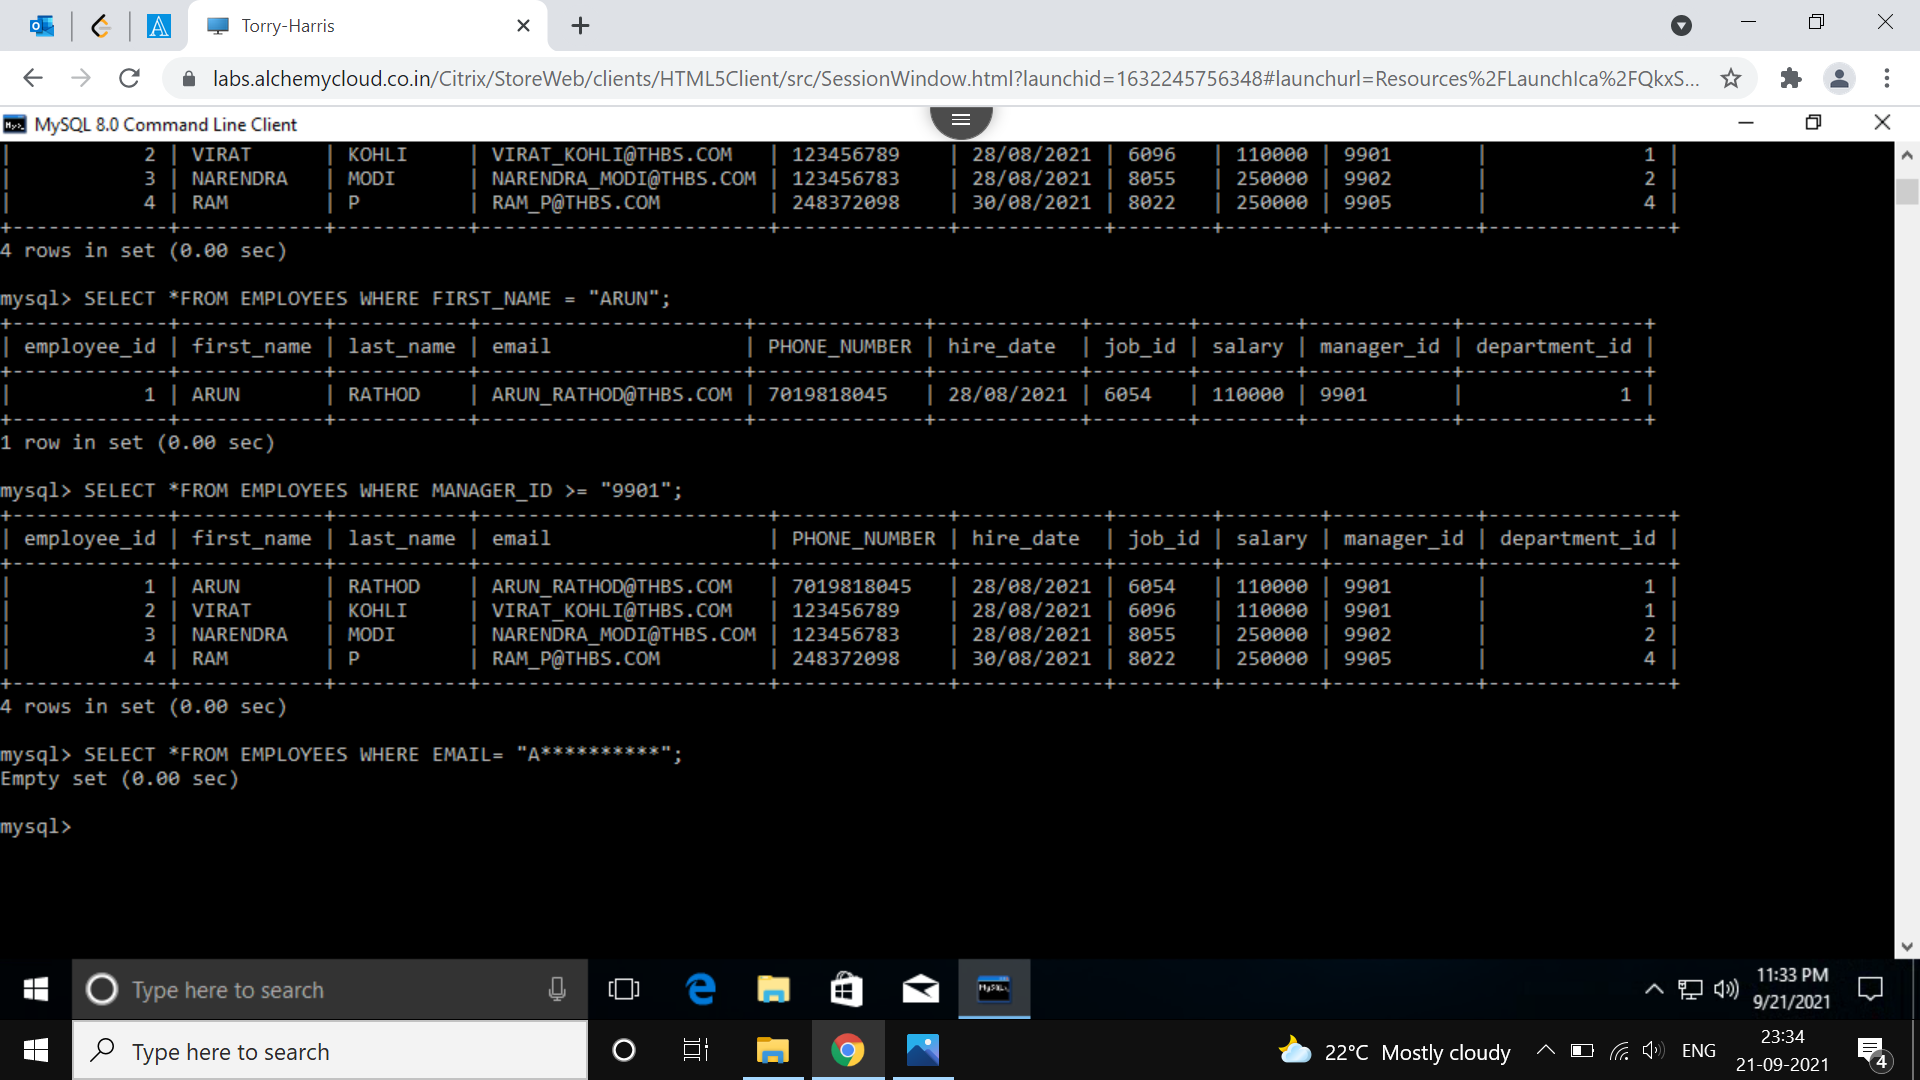 Torry-Harris
labs.alchemycloud.co.in/Citrix/StoreWeb/clients/HTML5Client/src/SessionWindow.html?launchid=1632245756348#launchurl=Resources%2FLaunchIca%2FQkxS...
MySQL 8.0 Command Line Client
| 2 | VIRAT | KOHLI | VIRAT_KOHLI@THBS.COM | 123456789 | 28/08/2021 | 6096 | 110000 | 9901 | 1 |
| 3 | NARENDRA | MODI | NARENDRA_MODI@THBS.COM | 123456783 | 28/08/2021 | 8055 | 250000 | 9902 | 2 |
| 4 | RAM | P | RAM_P@THBS.COM | 248372098 | 30/08/2021 | 8022 | 250000 | 9905 | 4 |
4 rows in set (0.00 sec)
mysql> SELECT *FROM EMPLOYEES WHERE FIRST_NAME = "ARUN";
| employee_id | first_name | last_name | email | PHONE_NUMBER | hire_date | job_id | salary | manager_id | department_id |
| 1 | ARUN | RATHOD | ARUN_RATHOD@THBS.COM | 7019818045 | 28/08/2021 | 6054 | 110000 | 9901 | 1 |
1 row in set (0.00 sec)
mysql> SELECT *FROM EMPLOYEES WHERE MANAGER_ID >= "9901";
| employee_id | first_name | last_name | email | PHONE_NUMBER | hire_date | job_id | salary | manager_id | department_id |
| 1 | ARUN | RATHOD | ARUN_RATHOD@THBS.COM | 7019818045 | 28/08/2021 | 6054 | 110000 | 9901 | 1 |
| 2 | VIRAT | KOHLI | VIRAT_KOHLI@THBS.COM | 123456789 | 28/08/2021 | 6096 | 110000 | 9901 | 1 |
| 3 | NARENDRA | MODI | NARENDRA_MODI@THBS.COM | 123456783 | 28/08/2021 | 8055 | 250000 | 9902 | 2 |
| 4 | RAM | P | RAM_P@THBS.COM | 248372098 | 30/08/2021 | 8022 | 250000 | 9905 | 4 |
4 rows in set (0.00 sec)
mysql> SELECT *FROM EMPLOYEES WHERE EMAIL= "A**********";
Empty set (0.00 sec)
mysql>
Type here to search
11:33 PM
9/21/2021
Type here to search
22°C Mostly cloudy
ENG
23:34
21-09-2021
4